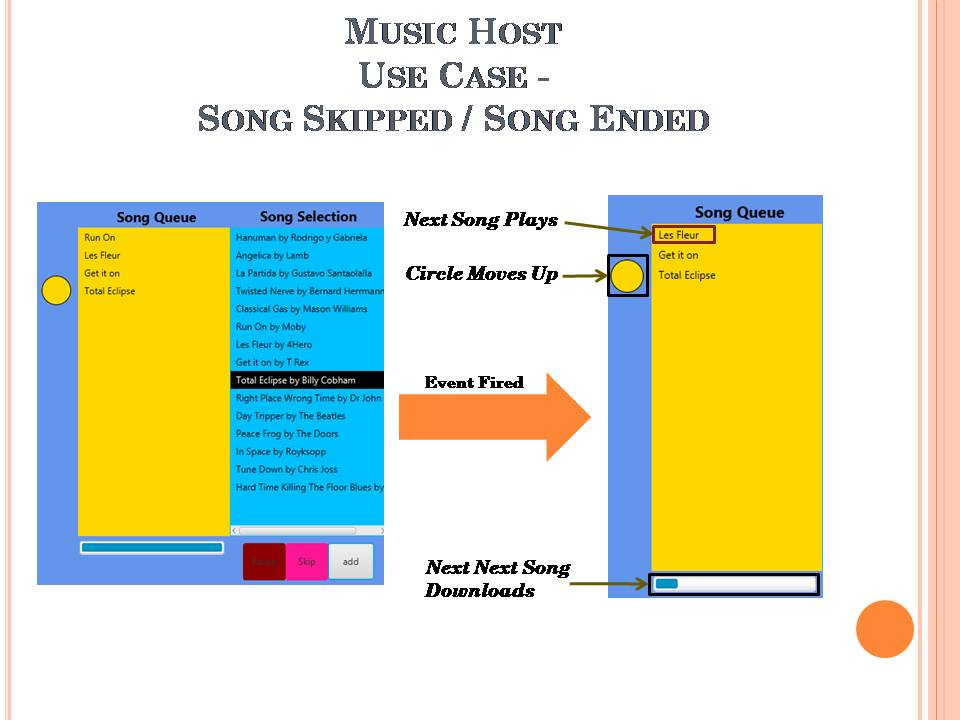 MUSIC HOST
USE CASE -
SONG SKIPPED / SONG ENDED
Song Queue
Run On
Les Fleur
Get it on
Total Eclipse
Song Selection
Hanuman by Rodrigo y Gabriela
Angelica by Lamb
La Partida by Gustavo Santaolalla
Twisted Nerve by Bernard Herrmann
Classical Gas by Mason Williams
Run On by Moby
Les Fleur by 4Hero
Get it on by T Rex
Total Eclipse by Billy Cobham
Right Place Wrong Time by Dr John
Day Tripper by The Beatles
Peace Frog by The Doors
In Space by Royksopp
Tune Down by Chris Joss
Hard Time Killing The Floor Blues by
Skip
add
Next Song Plays
Circle Moves Up
Event Fired
Next Next Song
Downloads
Song Queue
Les Fleur
Get it on
Total Eclipse